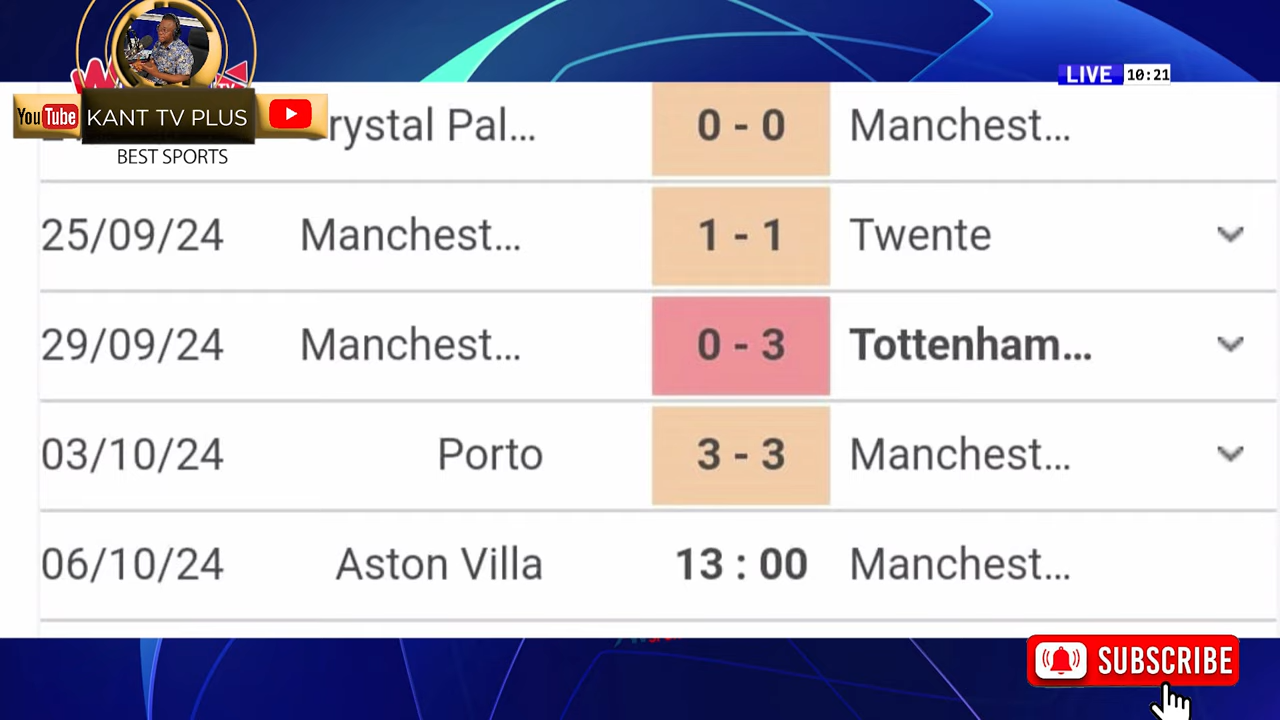 LIVE 10:21
YouTube KANT TV PLUS
BEST SPORTS
rystal Pal... 0 - 0 Manchest...
25/09/24 Manchest... 1 - 1 Twente
29/09/24 Manchest... 0 - 3 Tottenham...
03/10/24 Porto 3 - 3 Manchest...
06/10/24 Aston Villa 13 : 00 Manchest...
SUBSCRIBE